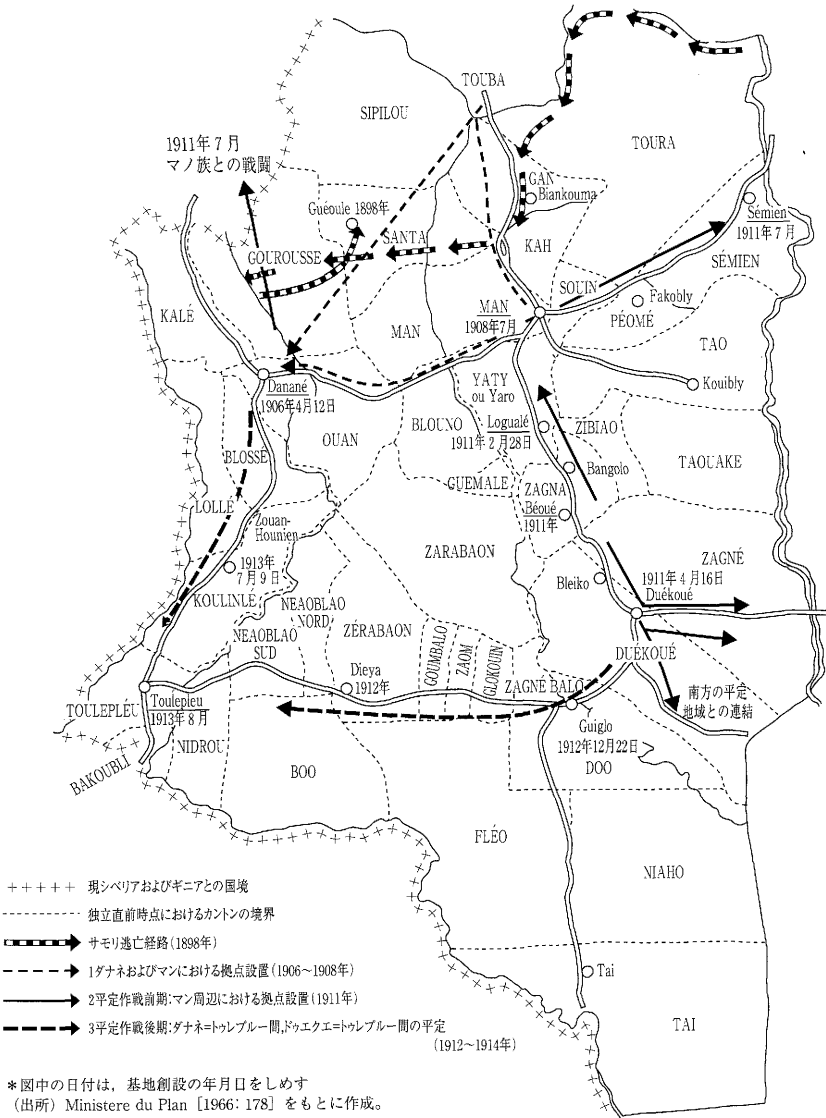 TOUBA
SIPILOU
TOURA
1911年7月
マノ族との戦闘
GAN
Biankouma
Guéoule 1898年
Sémien
1911年7月
SANTA
GOUROUSSE
KAH
SÉMIEN
SOUIN
Fakobly
KALÉ
MAN
1908年7月
PÉOMÉ
MAN
TAO
Danané
1906年4月12日
YATY
ou Yaro
Kouibly
BLOUNO
Logualé
1911年2月28日
ZIBIAO
OUAN
BLOSSÉ
Bangolo
TAOUAKE
GUEMALE
ZAGNA
LOLLÉ
Béoué
1911年
Zouan-
Hounien
ZARABAON
ZAGNÉ
1913年
7月9日
Bleiko
1911年4月16日
Duékoué
KOULINLÉ
NEAOBLAO
NORD
ZÉRABAON
NEAOBLAO
SUD
GOUMBALO
ZAOM
GLOKOUIN
DUÉKOUÉ
Dieya
1912年
ZAGNÉ BALO
南方の平定
地域との連結
TOULEPLÉU
Toulepleu
1913年8月
Guiglo
1912年12月22日
NIDROU
BAKOUBLI
BOO
DOO
FLÉO
NIAHO
Tai
TAI
+++++ 現シベリアおよびギニアとの国境
独立直前時点におけるカントンの境界
サモリ逃亡経路(1898年)
1ダナネおよびマンにおける拠点設置(1906～1908年)
2平定作戦前期:マン周辺における拠点設置(1911年)
3平定作戦後期:ダナネ=トゥレプルー間,ドゥエクエ=トゥレプルー間の平定
(1912～1914年)
*図中の日付は，基地創設の年月日をしめす
(出所) Ministere du Plan [1966: 178] をもとに作成。